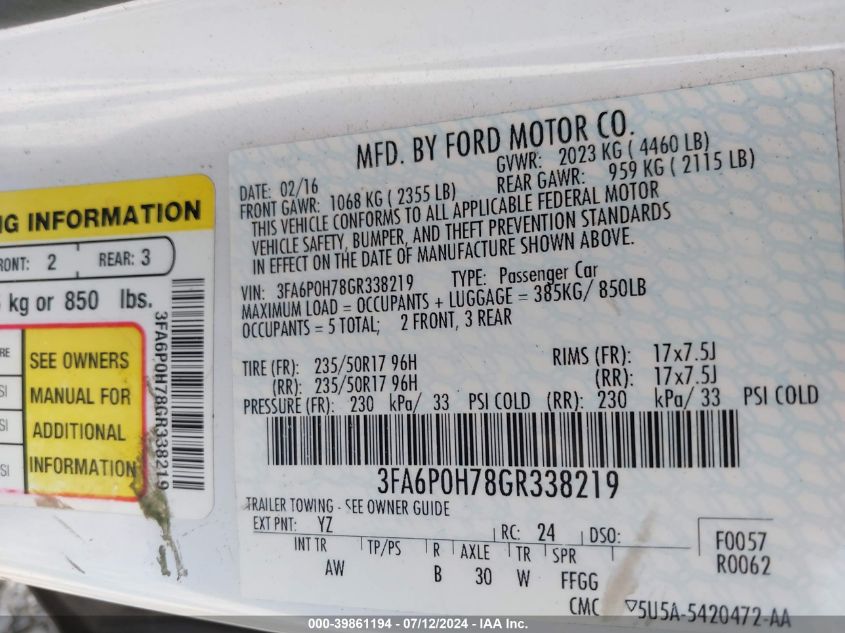 NG INFORMATION
FRONT: 2 REAR: 3
kg or 850 lbs.
SEE OWNERS
MANUAL FOR
ADDITIONAL
INFORMATION
3FA6P0H78GR338219
MFD. BY FORD MOTOR CO.
DATE: 02/16 GVWR: 2023 KG ( 4460 LB)
FRONT GAWR: 1068 KG ( 2355 LB) REAR GAWR: 959 KG ( 2115 LB)
THIS VEHICLE CONFORMS TO ALL APPLICABLE FEDERAL MOTOR
VEHICLE SAFETY, BUMPER, AND THEFT PREVENTION STANDARDS
IN EFFECT ON THE DATE OF MANUFACTURE SHOWN ABOVE.
VIN: 3FA6P0H78GR338219 TYPE: Passenger Car
MAXIMUM LOAD = OCCUPANTS + LUGGAGE = 385KG/ 850LB
OCCUPANTS = 5 TOTAL; 2 FRONT, 3 REAR
TIRE (FR): 235/50R17 96H RIMS (FR): 17x7.5J
(RR): 235/50R17 96H (RR): 17x7.5J
PRESSURE (FR): 230 kPa/ 33 PSI COLD (RR): 230 kPa/ 33 PSI COLD
3FA6P0H78GR338219
TRAILER TOWING - SEE OWNER GUIDE
EXT PNT: YZ RC: 24 DSO: F0057
INT TR TP/PS R AXLE TR SPR R0062
AW B 30 W FFGG
CMC 5U5A-5420472-AA
000-39861194 - 07/12/2024 - IAA Inc.